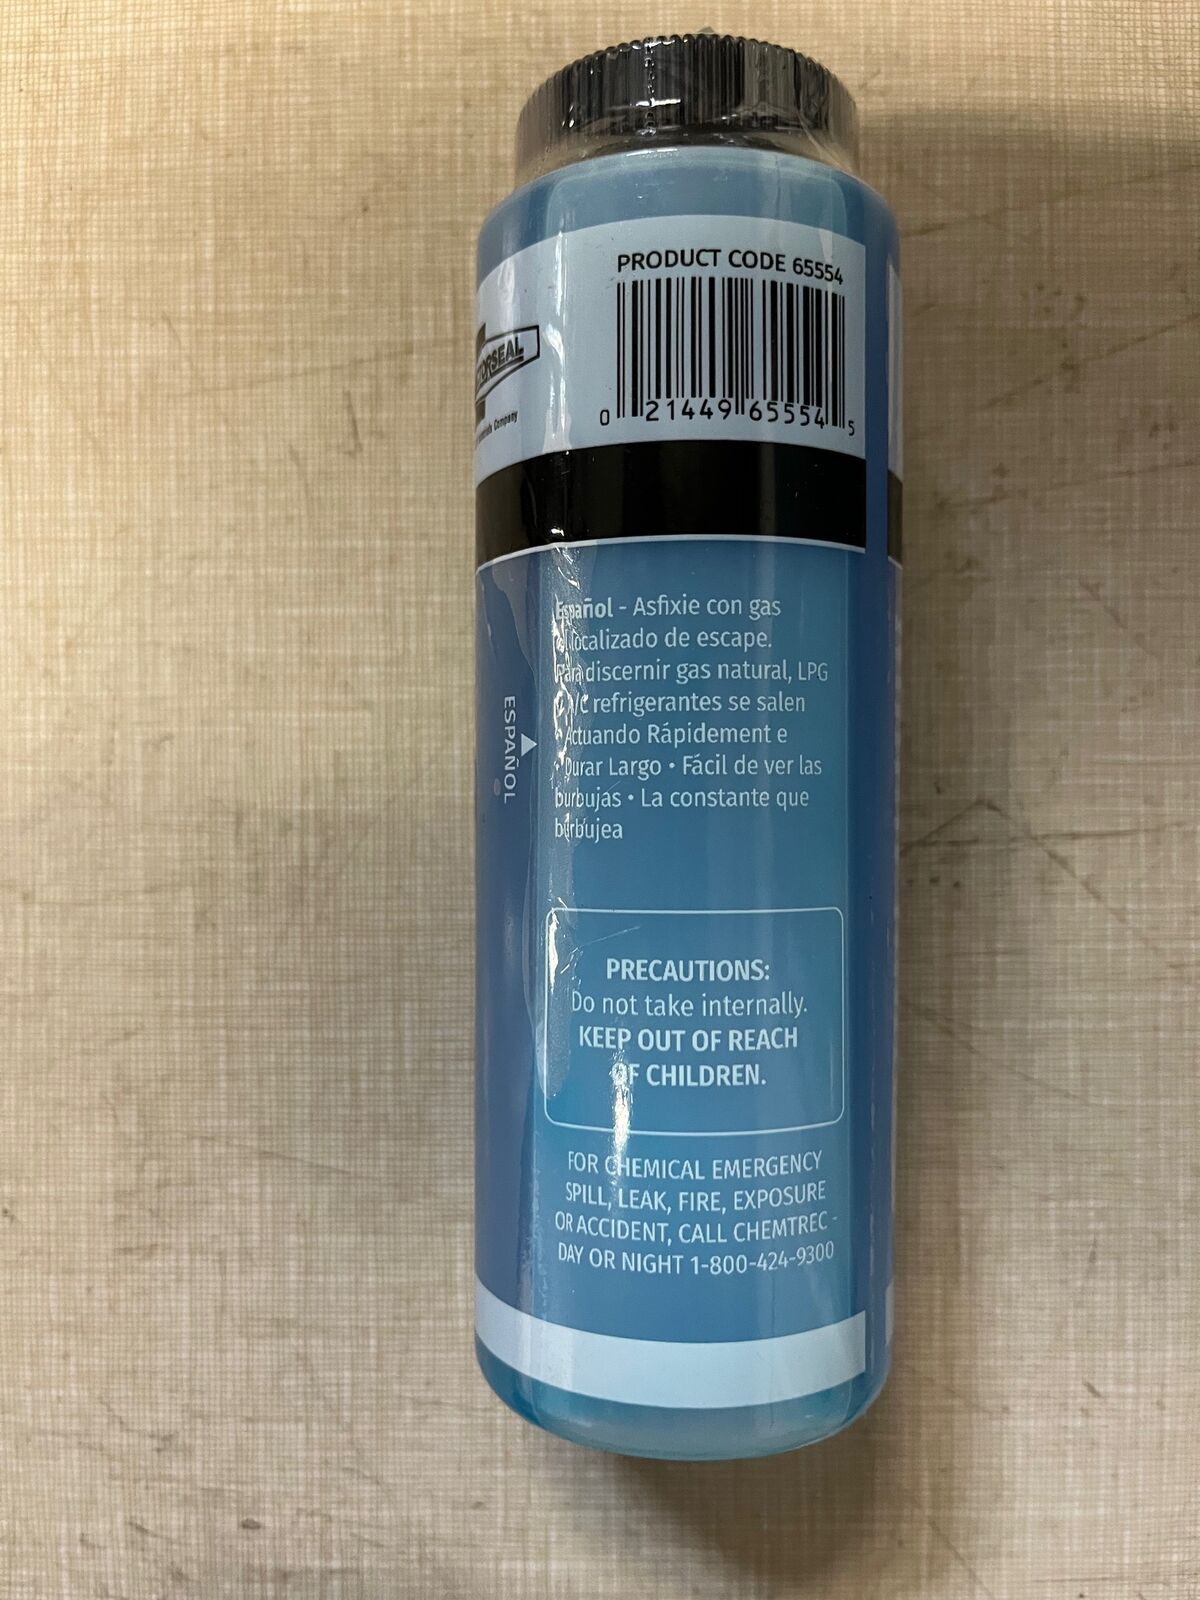 PRODUCT CODE 65554
0 21449 65554 5
Company
ESPAÑOL
Español - Asfixie con gas
localizado de escape.
Para discernir gas natural, LPG
A/C refrigerantes se salen
Actuando Rápidement e
• Durar Largo • Fácil de ver las
burbujas • La constante que
burbujea
PRECAUTIONS:
Do not take internally.
KEEP OUT OF REACH
OF CHILDREN.
FOR CHEMICAL EMERGENCY
SPILL, LEAK, FIRE, EXPOSURE
OR ACCIDENT, CALL CHEMTREC -
DAY OR NIGHT 1-800-424-9300